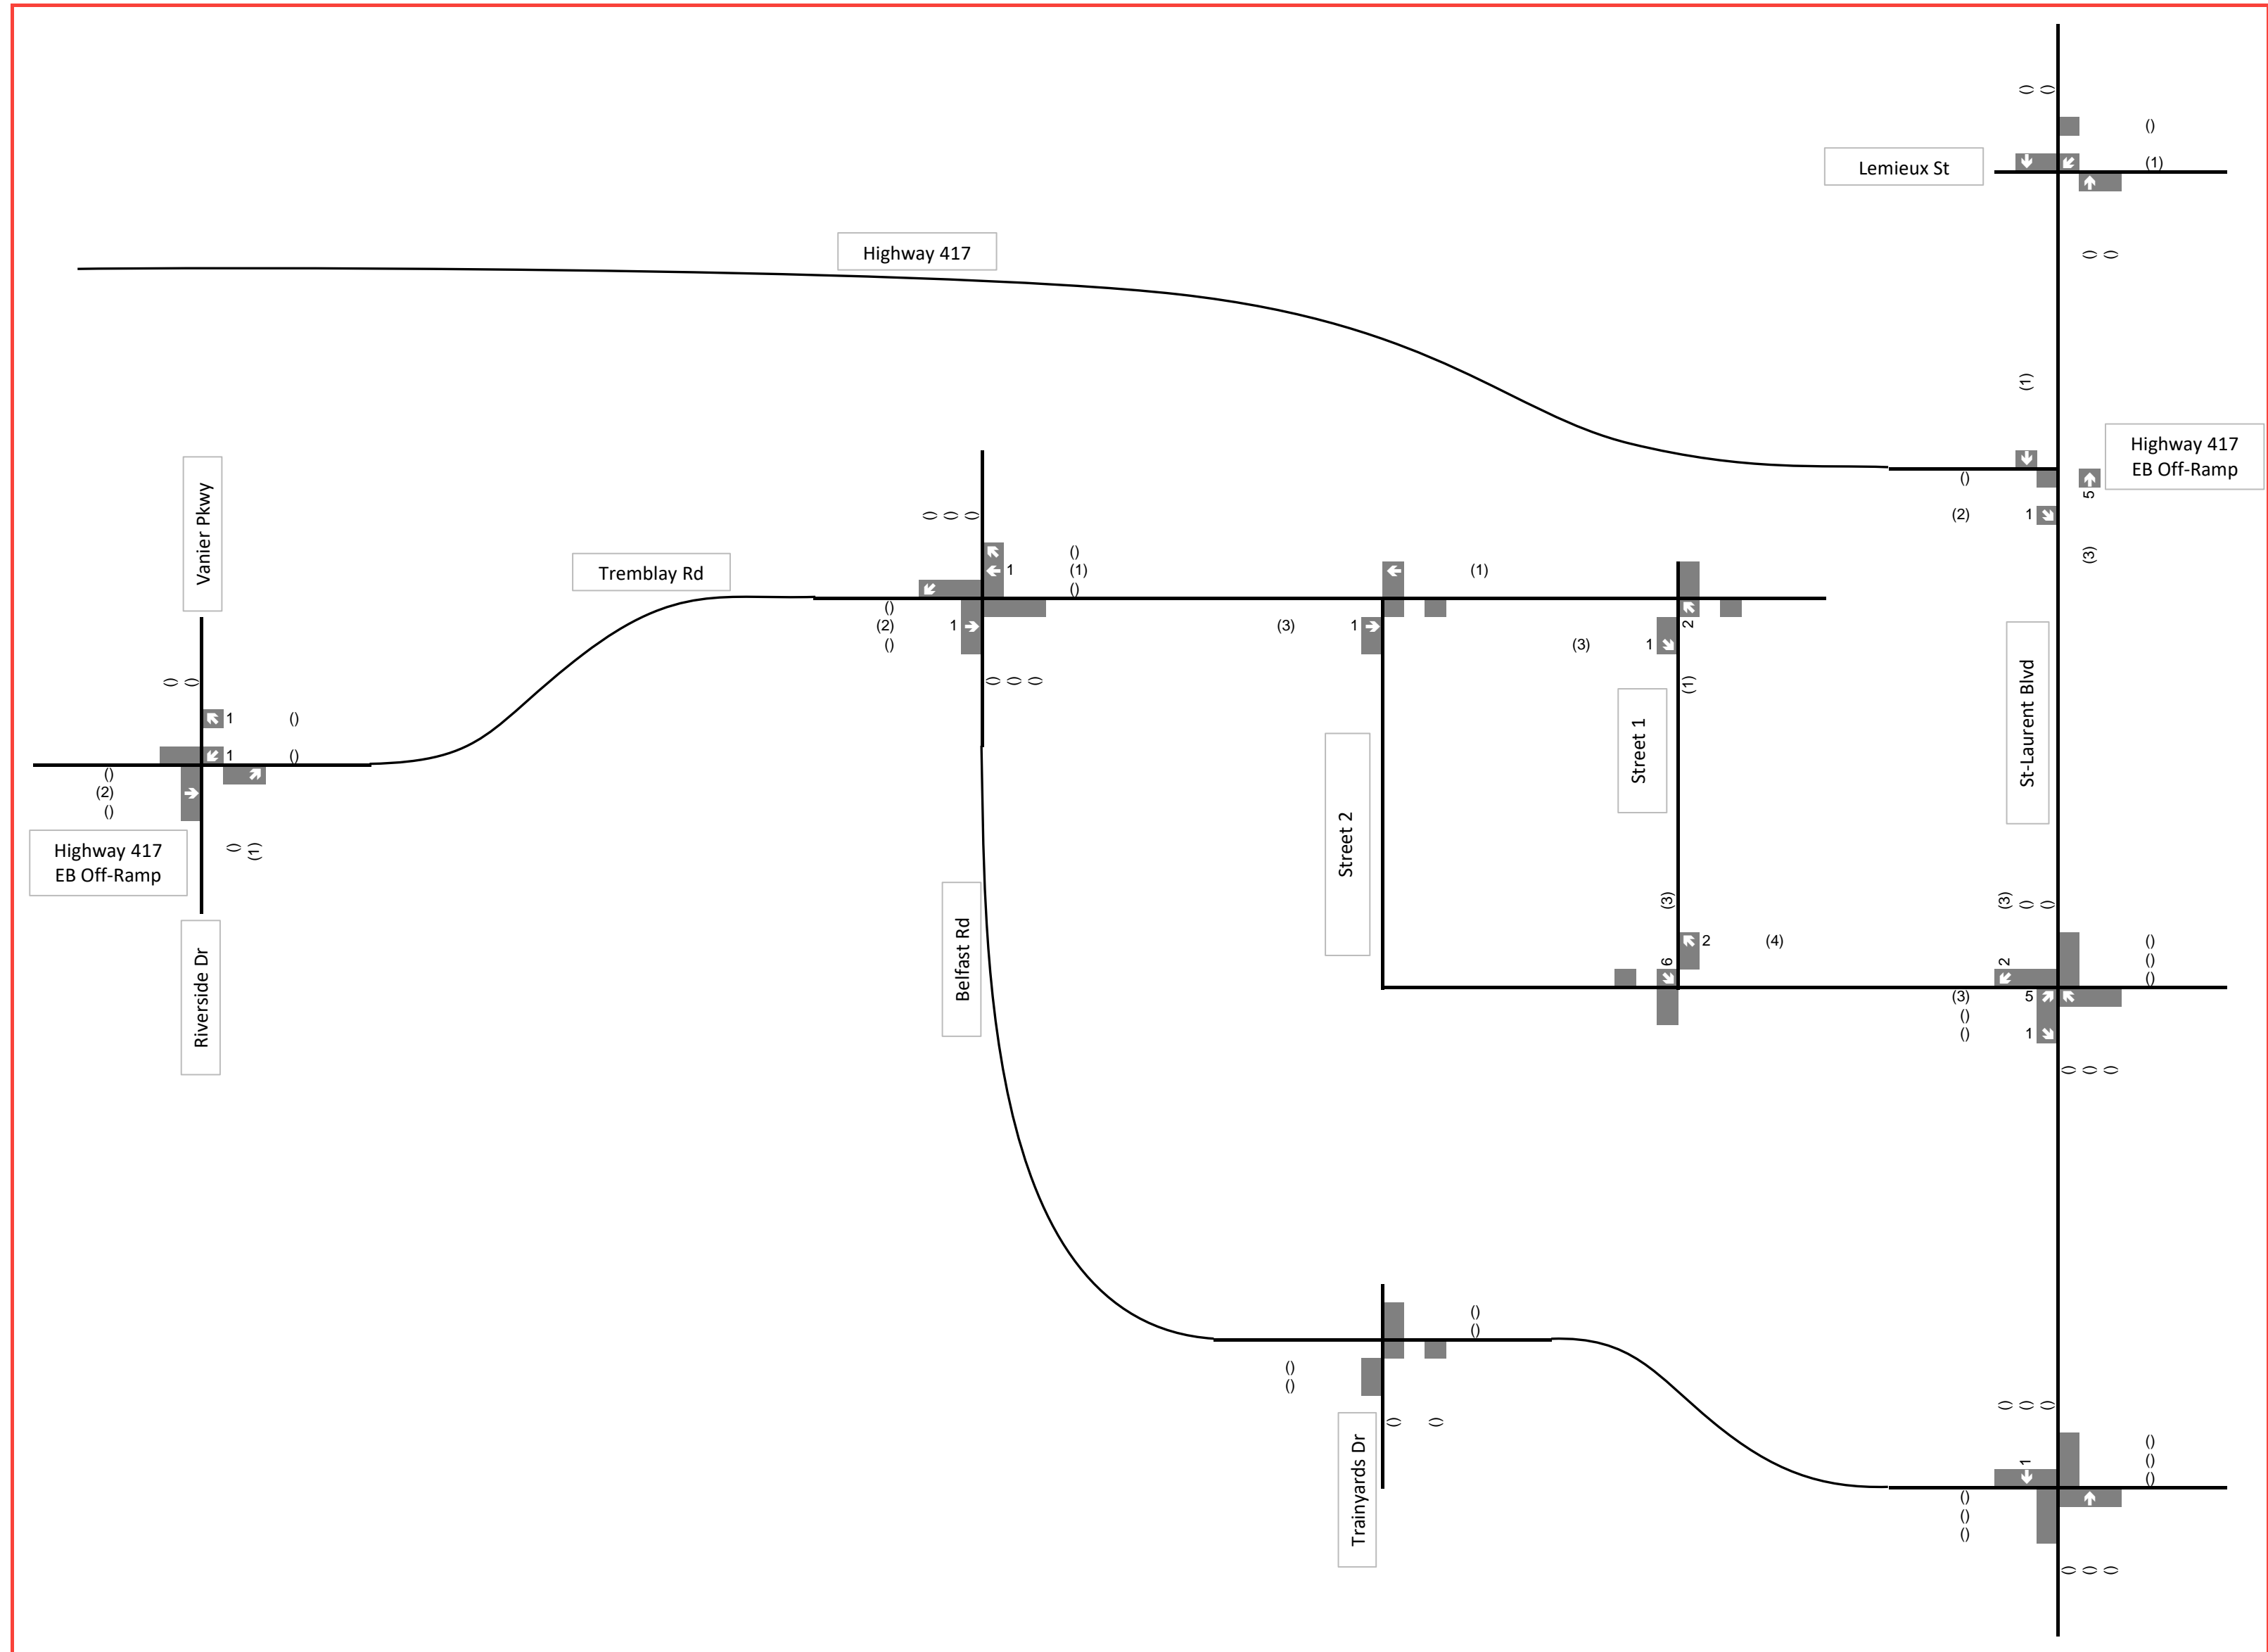 () ()
()
Lemieux St
(1)
Highway 417
() ()
(1)
Highway 417
EB Off-Ramp
()
5
(2) 1
(3)
Vanier Pkwy
() () ()
Tremblay Rd
()
1 (1)
()
(1)
()
(2) 1
()
(3) 1
2
(3) 1
(1)
() () ()
() ()
1 ()
1 ()
()
(2)
()
Highway 417
EB Off-Ramp
() (1)
Riverside Dr
Belfast Rd
Street 2
Street 1
St-Laurent Blvd
(3)
2 (4)
6
(3) () ()
2
()
()
()
(3) 5
()
() 1
() () ()
()
()
()
()
() ()
Trainyards Dr
() () ()
1
()
()
()
()
()
()
() () ()